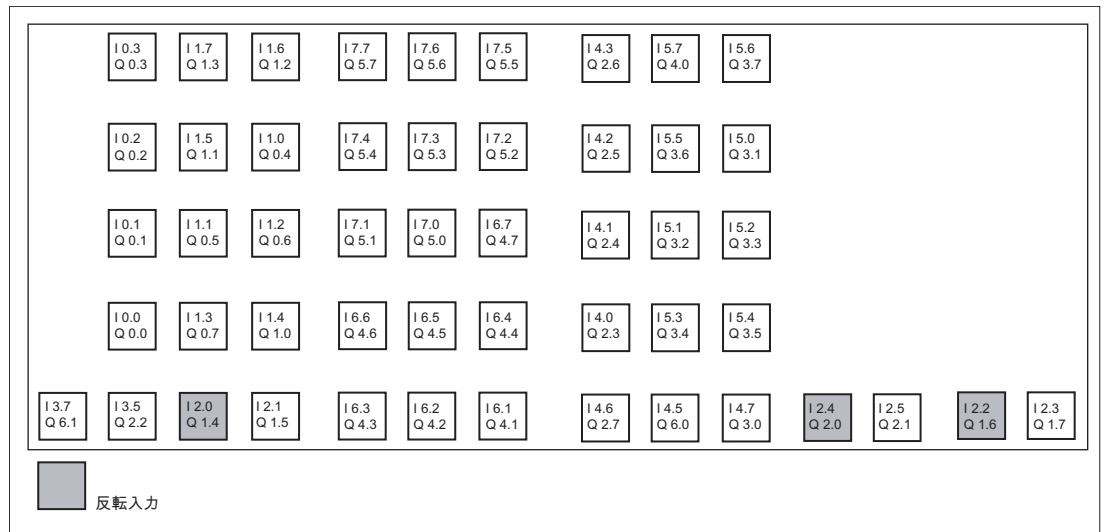 I 0.3 I 1.7 I 1.6 I 7.7 I 7.6 I 7.5 I 4.3 I 5.7 I 5.6
Q 0.3 Q 1.3 Q 1.2 Q 5.7 Q 5.6 Q 5.5 Q 2.6 Q 4.0 Q 3.7
I 0.2 I 1.5 I 1.0 I 7.4 I 7.3 I 7.2 I 4.2 I 5.5 I 5.0
Q 0.2 Q 1.1 Q 0.4 Q 5.4 Q 5.3 Q 5.2 Q 2.5 Q 3.6 Q 3.1
I 0.1 I 1.1 I 1.2 I 7.1 I 7.0 I 6.7 I 4.1 I 5.1 I 5.2
Q 0.1 Q 0.5 Q 0.6 Q 5.1 Q 5.0 Q 4.7 Q 2.4 Q 3.2 Q 3.3
I 0.0 I 1.3 I 1.4 I 6.6 I 6.5 I 6.4 I 4.0 I 5.3 I 5.4
Q 0.0 Q 0.7 Q 1.0 Q 4.6 Q 4.5 Q 4.4 Q 2.3 Q 3.4 Q 3.5
I 3.7 I 3.5 I 2.0 I 2.1 I 6.3 I 6.2 I 6.1 I 4.6 I 4.5 I 4.7 I 2.4 I 2.5 I 2.2 I 2.3
Q 6.1 Q 2.2 Q 1.4 Q 1.5 Q 4.3 Q 4.2 Q 4.1 Q 2.7 Q 6.0 Q 3.0 Q 2.0 Q 2.1 Q 1.6 Q 1.7
反転入力